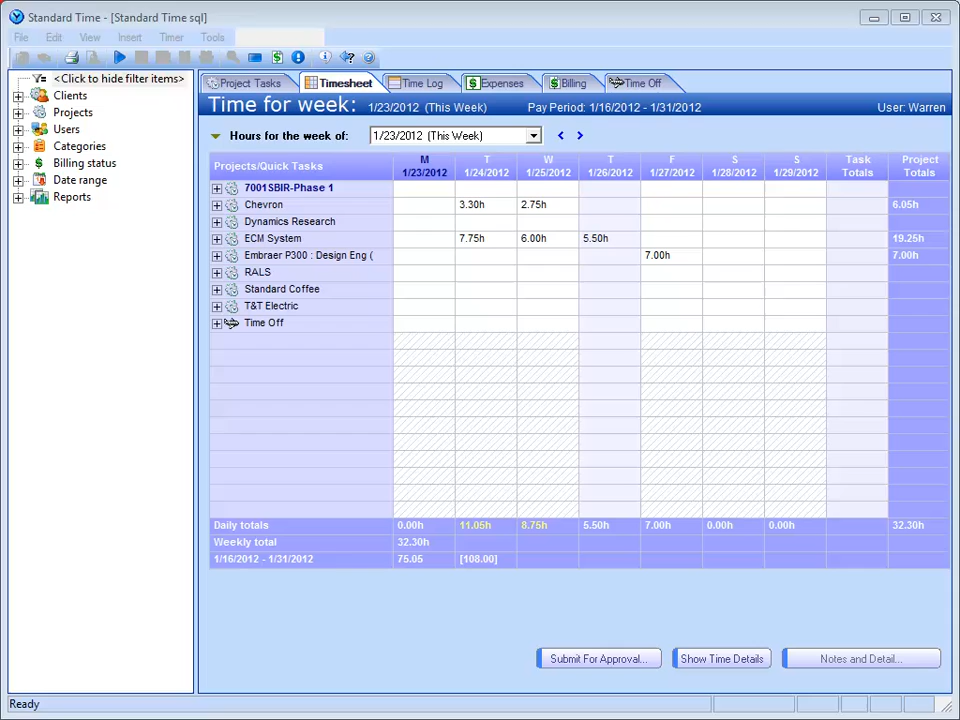 Standard Time - [Standard Time sql]
File Edit View Insert Timer Tools
<Click to hide filter items>
Clients
Projects
Users
Categories
Billing status
Date range
Reports
Project Tasks Timesheet Time Log Expenses Billing Time Off
Time for week: 1/23/2012 (This Week) Pay Period: 1/16/2012 - 1/31/2012 User: Warren
Hours for the week of: 1/23/2012 (This Week) < >
Projects/Quick Tasks M 1/23/2012 T 1/24/2012 W 1/25/2012 T 1/26/2012 F 1/27/2012 S 1/28/2012 S 1/29/2012 Task Totals Project Totals
7001SBIR-Phase 1
Chevron 3.30h 2.75h 6.05h
Dynamics Research
ECM System 7.75h 6.00h 5.50h 19.25h
Embraer P300 : Design Eng ( 7.00h 7.00h
RALS
Standard Coffee
T&T Electric
Time Off
Daily totals 0.00h 11.05h 8.75h 5.50h 7.00h 0.00h 0.00h 32.30h
Weekly total 32.30h
1/16/2012 - 1/31/2012 75.05 [108.00]
Submit For Approval... Show Time Details Notes and Detail...
Ready